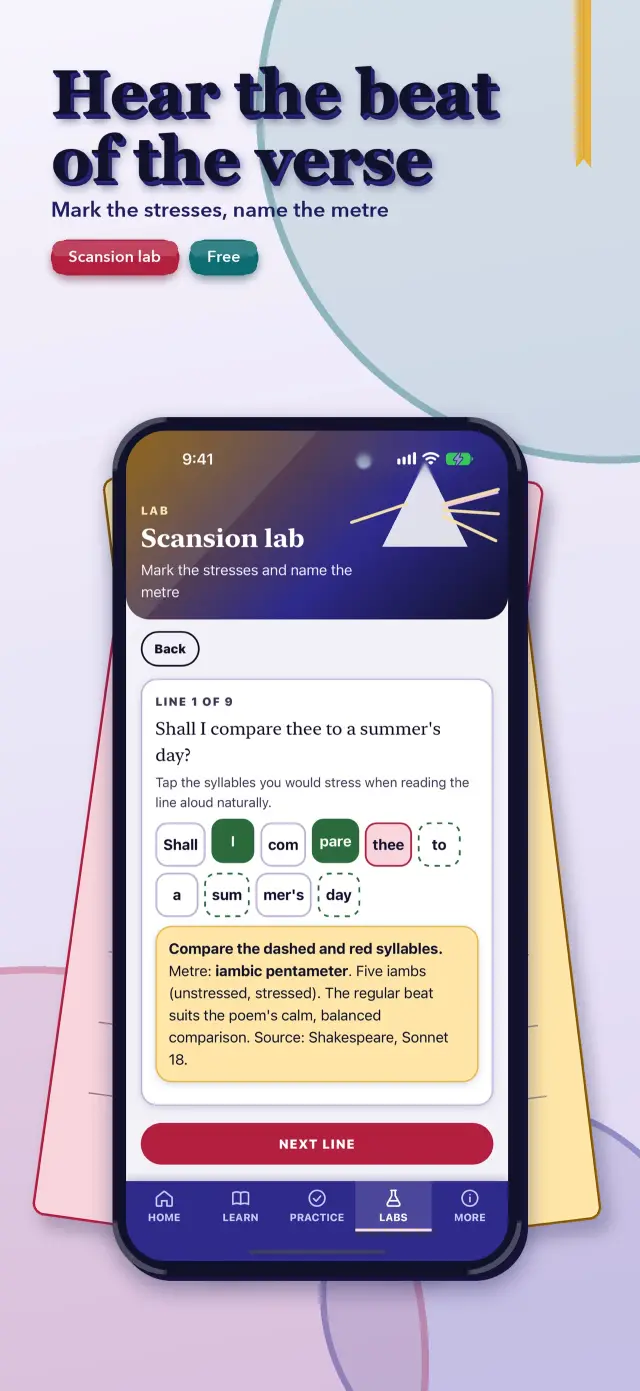 Hear the beat
of the verse
Mark the stresses, name the metre
Scansion lab
Free
9:41
LAB
Scansion lab
Mark the stresses and name the
metre
Back
LINE 1 OF 9
Shall I compare thee to a summer's
day?
Tap the syllables you would stress when reading the
line aloud naturally.
Shall I com pare thee to
a sum mer's day
Compare the dashed and red syllables.
Metre: iambic pentameter. Five iambs
(unstressed, stressed). The regular beat
suits the poem's calm, balanced
comparison. Source: Shakespeare, Sonnet
18.
NEXT LINE
HOME LEARN PRACTICE LABS MORE